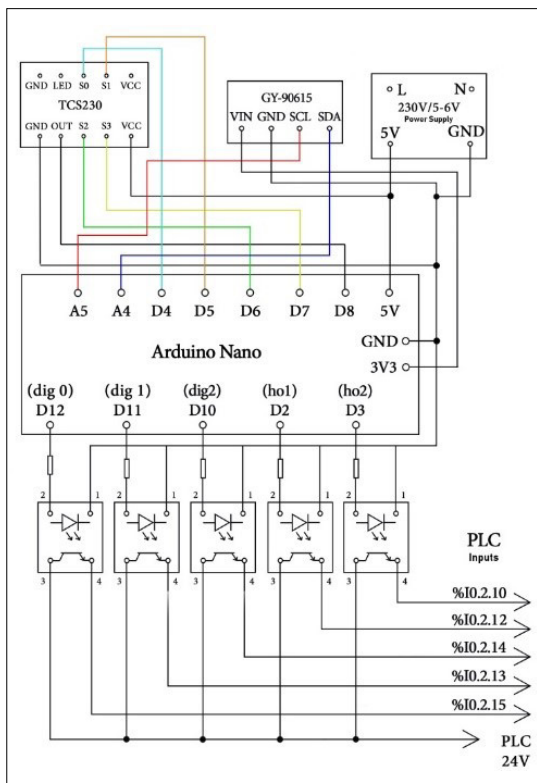 GND LED S0 S1 VCC
TCS230
GND OUT S2 S3 VCC
GY-90615
VIN GND SCL SDA
L N
230V/5-6V
Power Supply
5V GND
A5 A4 D4 D5 D6 D7 D8 5V
GND
Arduino Nano
3V3
(dig 0) (dig 1) (dig2) (ho1) (ho2)
D12 D11 D10 D2 D3
2 1 2 1 2 1 2 1 2 1
3 4 3 4 3 4 3 4 3 4
PLC
Inputs
%I0.2.10
%I0.2.12
%I0.2.14
%I0.2.13
%I0.2.15
PLC
24V